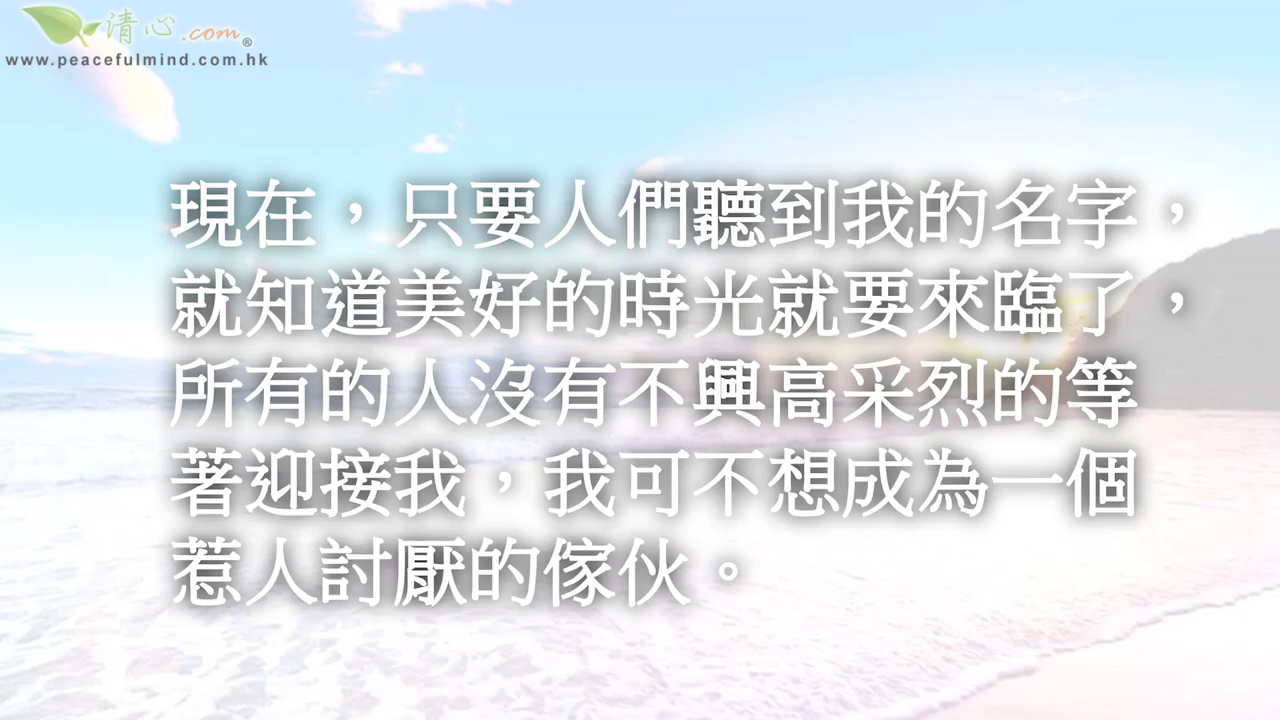 清心.com®
www.peacefulmind.com.hk
現在，只要人們聽到我的名字，
就知道美好的時光就要來臨了，
所有的人沒有不興高采烈的等
著迎接我，我可不想成為一個
惹人討厭的傢伙。